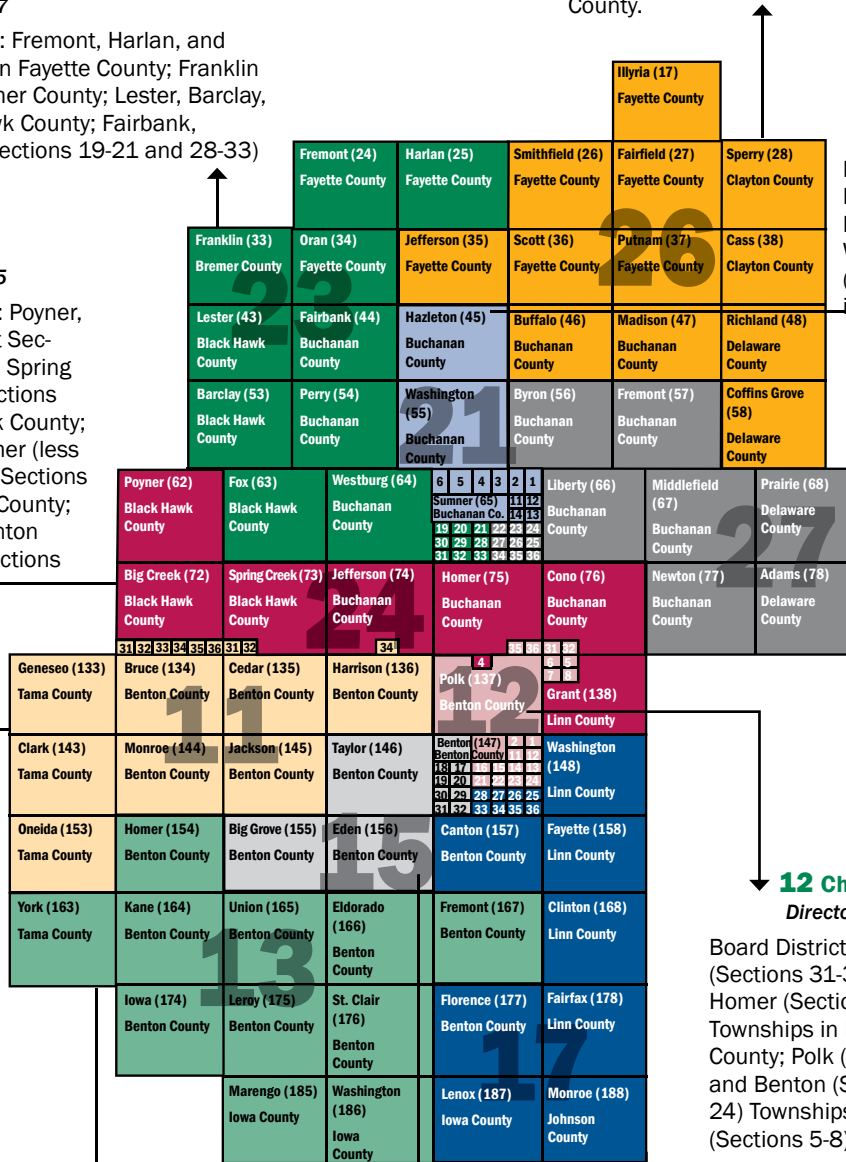 7
: Fremont, Harlan, and
n Fayette County; Franklin
ner County; Lester, Barclay,
vk County; Fairbank,
ections 19-21 and 28-33)
County.
5
: Poyner,
t Sec-
Spring
ctions
k County;
ner (less
Sections
County;
nton
ctions
Illyria (17)
Fayette County
Fremont (24)
Fayette County
Harlan (25)
Fayette County
Smithfield (26)
Fayette County
Fairfield (27)
Fayette County
Sperry (28)
Clayton County
Franklin (33)
Bremer County
Oran (34)
Fayette County
Jefferson (35)
Fayette County
Scott (36)
Fayette County
Putnam (37)
Fayette County
Cass (38)
Clayton County
23
26
Lester (43)
Black Hawk
County
Fairbank (44)
Buchanan
County
Hazleton (45)
Buchanan
County
Buffalo (46)
Buchanan
County
Madison (47)
Buchanan
County
Richland (48)
Delaware
County
Barclay (53)
Black Hawk
County
Perry (54)
Buchanan
County
Washington
(55)
Buchanan
County
21
Byron (56)
Buchanan
County
Fremont (57)
Buchanan
County
Coffins Grove
(58)
Delaware
County
Poyner (62)
Black Hawk
County
Fox (63)
Black Hawk
County
Westburg (64)
Buchanan
County
6 5 4 3 2 1
Sumner (65) 11 12
Buchanan Co. 14 13
19 20 21 22 23 24
30 29 28 27 26 25
31 32 33 34 35 36
Liberty (66)
Buchanan
County
Middlefield
(67)
Buchanan
County
Prairie (68)
Delaware
County
27
Big Creek (72)
Black Hawk
County
Spring Creek (73)
Black Hawk
County
Jefferson (74)
Buchanan
County
24
Homer (75)
Buchanan
County
Cono (76)
Buchanan
County
Newton (77)
Buchanan
County
Adams (78)
Delaware
County
31 32 33 34 35 36 31 32
34
35 36 31 32
Geneseo (133)
Tama County
Bruce (134)
Benton County
Cedar (135)
Benton County
Harrison (136)
Benton County
4
Polk (137)
Benton County
6 5
7 8
Grant (138)
Linn County
11
12
Clark (143)
Tama County
Monroe (144)
Benton County
Jackson (145)
Benton County
Taylor (146)
Benton County
Benton (147) 2 1
Benton County 11 12
18 17 16 15 14 13
19 20 21 22 23 24
30 29 28 27 26 25
31 32 33 34 35 36
Washington
(148)
Linn County
Oneida (153)
Tama County
Homer (154)
Benton County
Big Grove (155)
Benton County
Eden (156)
Benton County
15
Canton (157)
Benton County
Fayette (158)
Linn County
York (163)
Tama County
Kane (164)
Benton County
Union (165)
Benton County
Eldorado
(166)
Benton
County
Fremont (167)
Benton County
Clinton (168)
Linn County
13
Iowa (174)
Benton County
Leroy (175)
Benton County
St. Clair
(176)
Benton
County
Florence (177)
Benton County
Fairfax (178)
Linn County
17
Marengo (185)
Iowa County
Washington
(186)
Iowa
County
Lenox (187)
Iowa County
Monroe (188)
Johnson
County
12 Ch
Directo
Board District
(Sections 31-3
Homer (Sectio
Townships in
County; Polk (
and Benton (S
24) Townships
(Sections 5-8)